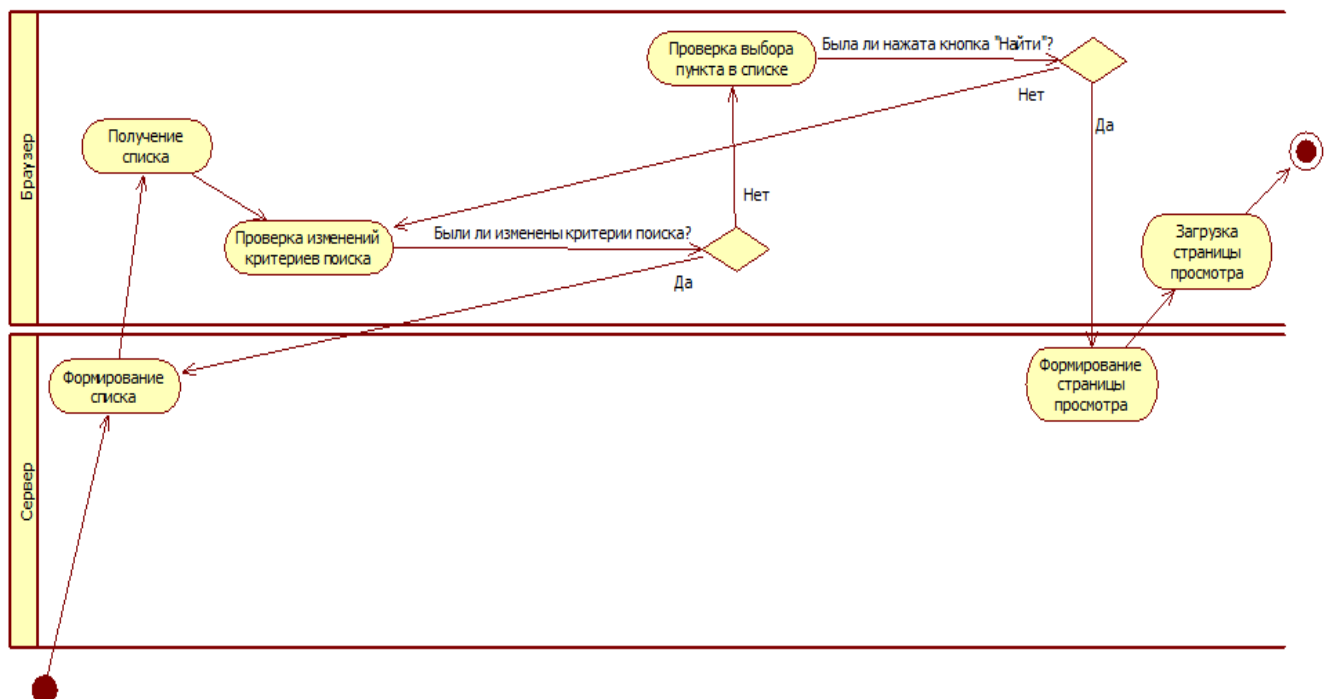 Браузер
Проверка выбора
пункта в списке
Была ли нажата кнопка "Найти"?
Нет
Да
Получение
списка
Нет
Проверка изменений
критериев поиска
Были ли изменены критерии поиска?
Да
Загрузка
страницы
просмотра
Сервер
Формирование
списка
Формирование
страницы
просмотра